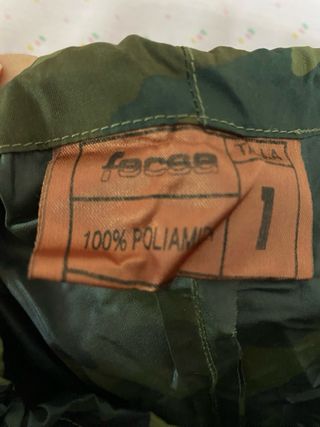 fecsa
TALLA
100% POLIAMID
1